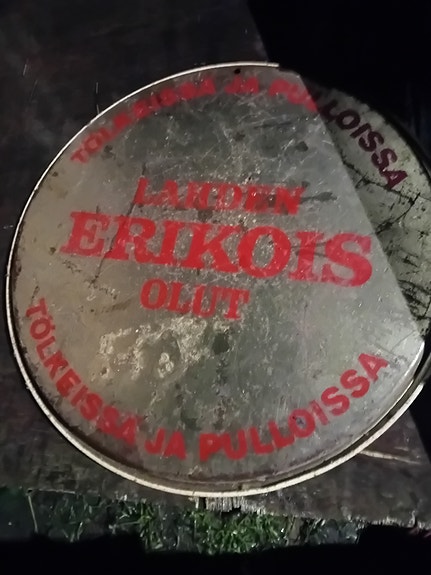 TÖLKEISSÄ JA PULLOISSA
LAHDEN
ERIKOIS
OLUT
TÖLKEISSÄ JA PULLOISSA